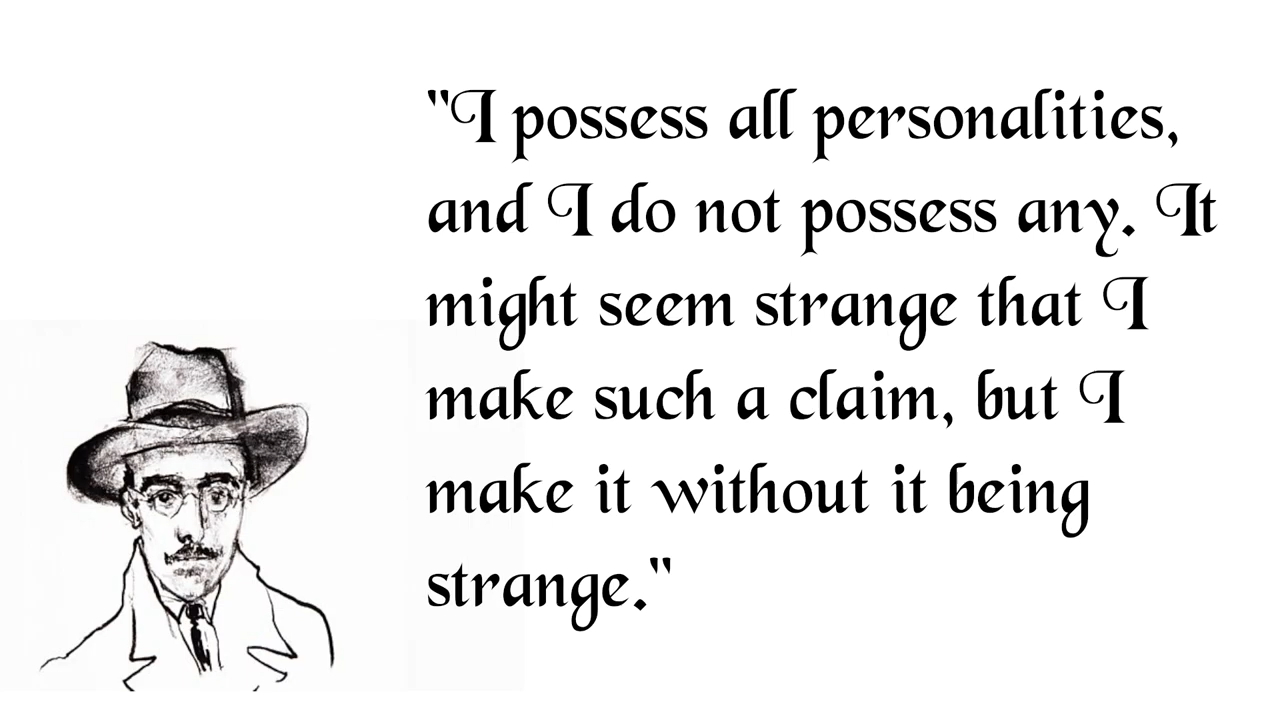 "I possess all personalities,
and I do not possess any. It
might seem strange that I
make such a claim, but I
make it without it being
strange."